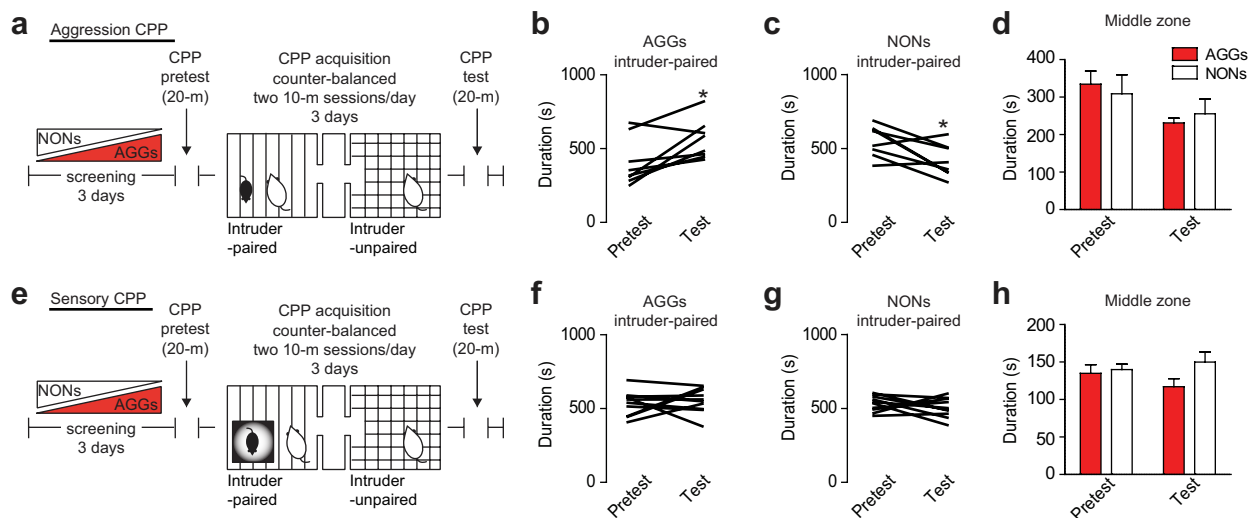 a
Aggression CPP
CPP
pretest
(20-m)
CPP acquisition
counter-balanced
two 10-m sessions/day
3 days
CPP
test
(20-m)
NONs
AGGs
screening
3 days
Intruder
-paired
Intruder
-unpaired
b
AGGs
intruder-paired
Duration (s)
1000
500
0
*
Pretest
Test
c
NONs
intruder-paired
Duration (s)
1000
500
0
*
Pretest
Test
d
Middle zone
AGGs
NONs
Duration (s)
400
300
200
100
0
Pretest
Test
e
Sensory CPP
CPP
pretest
(20-m)
CPP acquisition
counter-balanced
two 10-m sessions/day
3 days
CPP
test
(20-m)
NONs
AGGs
screening
3 days
Intruder
-paired
Intruder
-unpaired
f
AGGs
intruder-paired
Duration (s)
1000
500
0
Pretest
Test
g
NONs
intruder-paired
Duration (s)
1000
500
0
Pretest
Test
h
Middle zone
Duration (s)
200
150
100
50
0
Pretest
Test